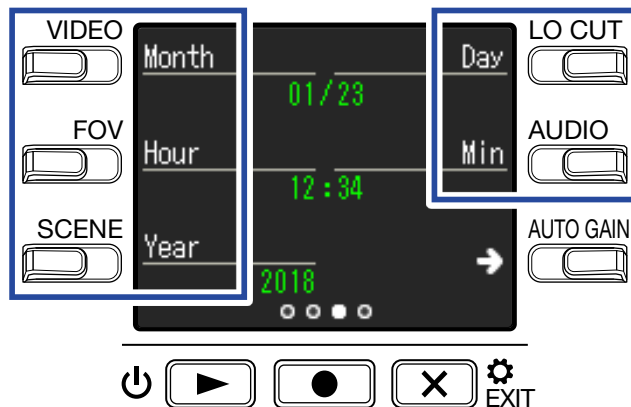 VIDEO
LO CUT
Month
Day
01/23
FOV
AUDIO
Hour
Min
12:34
SCENE
AUTO GAIN
Year
2018
EXIT